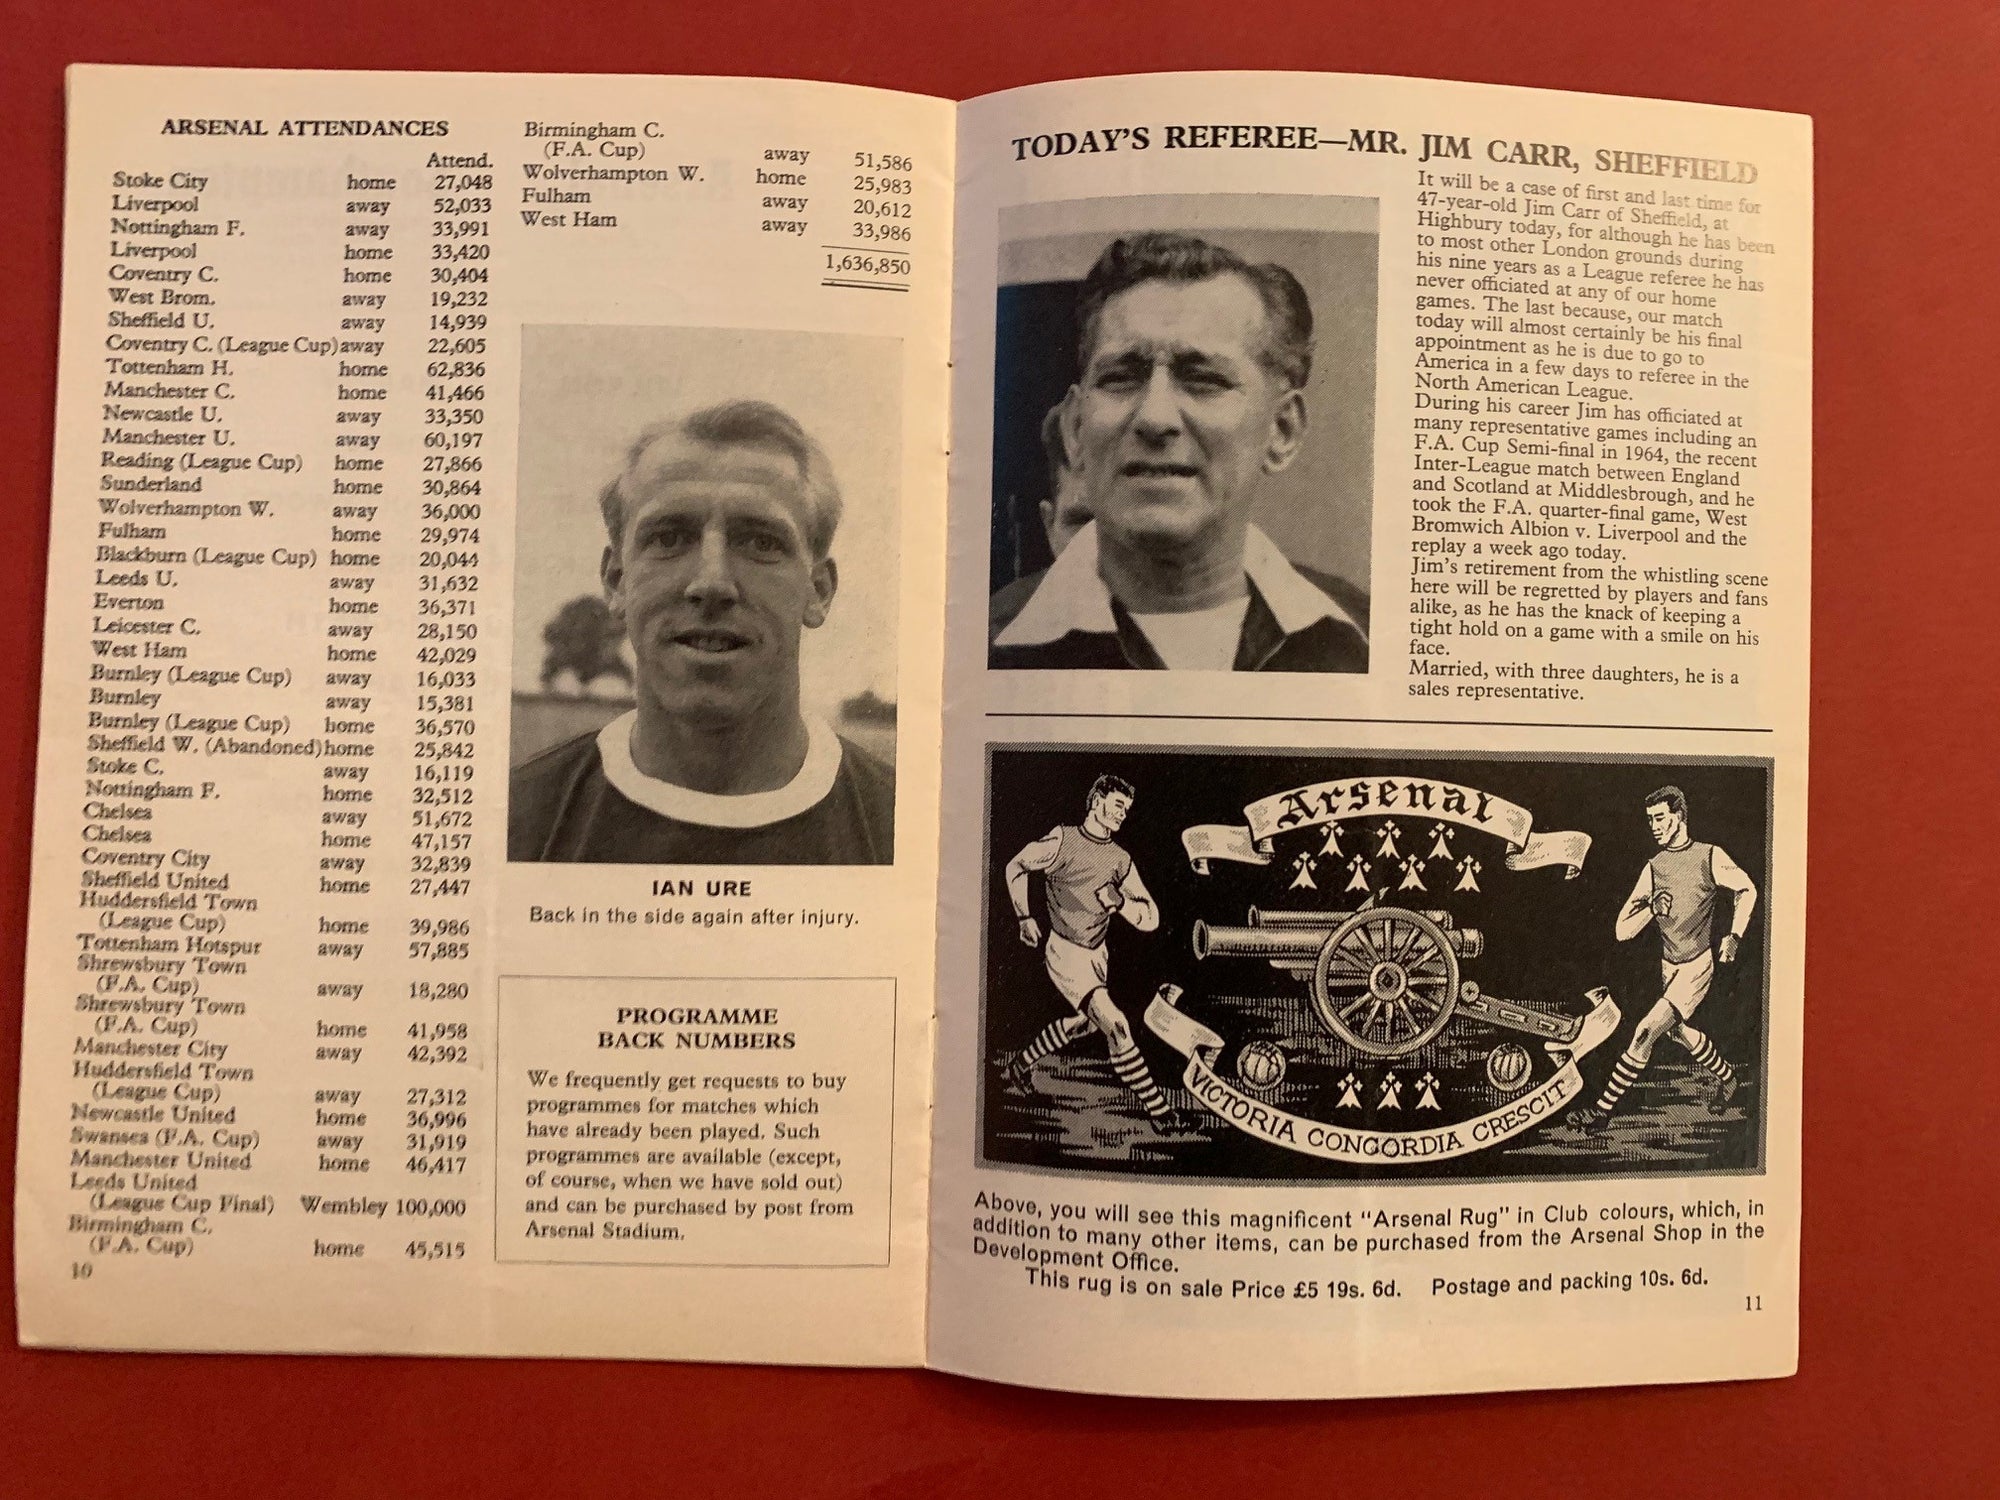 ARSENAL ATTENDANCES
Attend.
Stoke City home 27,048
Liverpool away 52,033
Nottingham F. away 33,991
Liverpool home 33,420
Coventry C. home 30,404
West Brom. away 19,232
Sheffield U. away 14,939
Coventry C. (League Cup) away 22,605
Tottenham H. home 62,836
Manchester C. home 41,466
Newcastle U. away 33,350
Manchester U. away 60,197
Reading (League Cup) home 27,866
Sunderland home 30,864
Wolverhampton W. away 36,000
Fulham home 29,974
Blackburn (League Cup) home 20,044
Leeds U. away 31,632
Everton home 36,371
Leicester C. away 28,150
West Ham home 42,029
Burnley (League Cup) away 16,033
Burnley away 15,381
Burnley (League Cup) home 36,570
Sheffield W. (Abandoned) home 25,842
Stoke C. away 16,119
Nottingham F. home 32,512
Chelsea away 51,672
Chelsea home 47,157
Coventry City away 32,839
Sheffield United home 27,447
Huddersfield Town
(League Cup) home 39,986
Tottenham Hotspur away 57,885
Shrewsbury Town
(F.A. Cup) away 18,280
Shrewsbury Town
(F.A. Cup) home 41,958
Manchester City away 42,392
Huddersfield Town
(League Cup) away 27,312
Newcastle United home 36,996
Swansea (F.A. Cup) away 31,919
Manchester United home 46,417
Leeds United
(League Cup Final) Wembley 100,000
Birmingham C.
(F.A. Cup) home 45,515
10
Birmingham C.
(F.A. Cup) away 51,586
Wolverhampton W. home 25,983
Fulham away 20,612
West Ham away 33,986
1,636,850
IAN URE
Back in the side again after injury.
PROGRAMME
BACK NUMBERS
We frequently get requests to buy
programmes for matches which
have already been played. Such
programmes are available (except,
of course, when we have sold out)
and can be purchased by post from
Arsenal Stadium.
TODAY'S REFEREE—MR. JIM CARR, SHEFFIELD
It will be a case of first and last time for
47-year-old Jim Carr of Sheffield, at
Highbury today, for although he has been
to most other London grounds during
his nine years as a League referee he has
never officiated at any of our home
games. The last because, our match
today will almost certainly be his final
appointment as he is due to go to
America in a few days to referee in the
North American League.
During his career Jim has officiated at
many representative games including an
F.A. Cup Semi-final in 1964, the recent
Inter-League match between England
and Scotland at Middlesbrough, and he
took the F.A. quarter-final game, West
Bromwich Albion v. Liverpool and the
replay a week ago today.
Jim's retirement from the whistling scene
here will be regretted by players and fans
alike, as he has the knack of keeping a
tight hold on a game with a smile on his
face.
Married, with three daughters, he is a
sales representative.
Arsenal
VICTORIA CONCORDIA CRESCIT
Above, you will see this magnificent "Arsenal Rug" in Club colours, which, in
addition to many other items, can be purchased from the Arsenal Shop in the
Development Office.
This rug is on sale Price £5 19s. 6d. Postage and packing 10s. 6d.
11